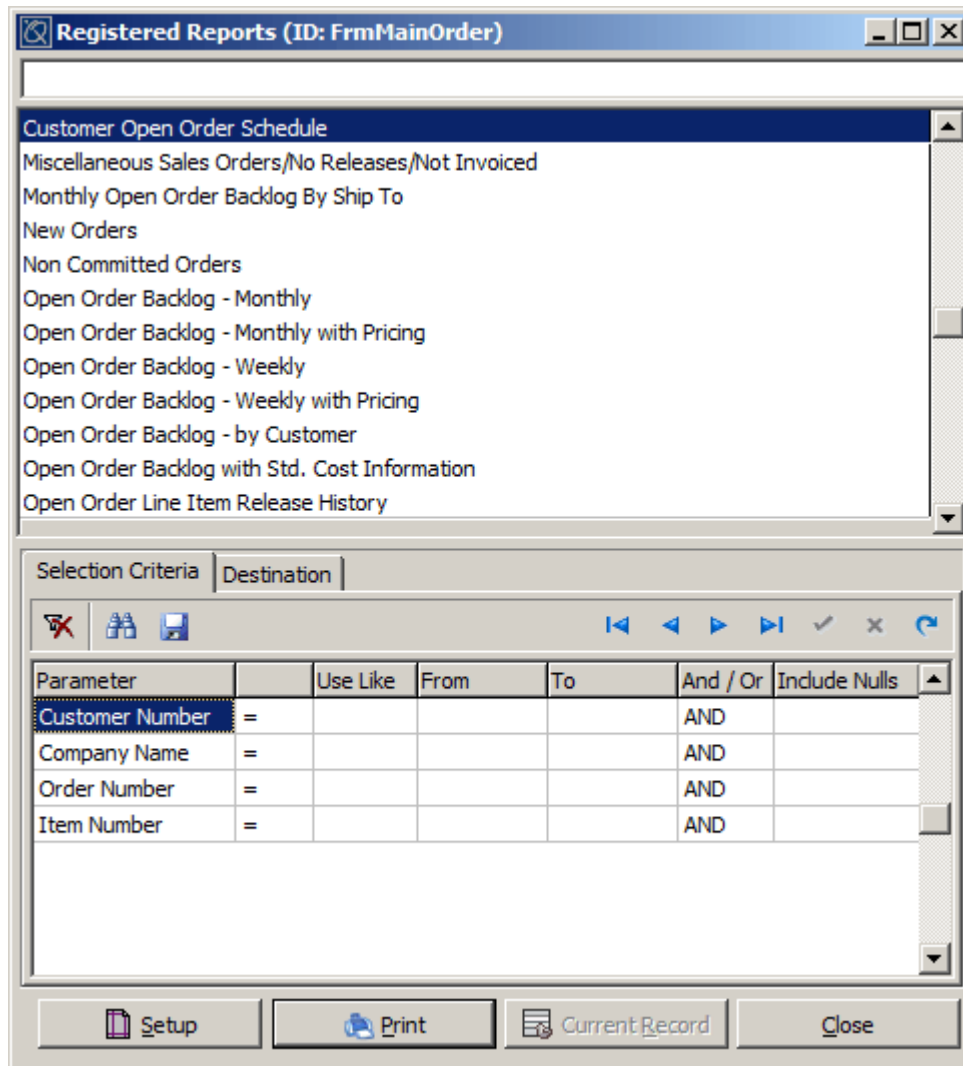 Registered Reports (ID: FrmMainOrder)
Customer Open Order Schedule
Miscellaneous Sales Orders/No Releases/Not Invoiced
Monthly Open Order Backlog By Ship To
New Orders
Non Committed Orders
Open Order Backlog - Monthly
Open Order Backlog - Monthly with Pricing
Open Order Backlog - Weekly
Open Order Backlog - Weekly with Pricing
Open Order Backlog - by Customer
Open Order Backlog with Std. Cost Information
Open Order Line Item Release History
Selection Criteria Destination
Parameter Use Like From To And / Or Include Nulls
Customer Number = AND
Company Name = AND
Order Number = AND
Item Number = AND
Setup Print Current Record Close